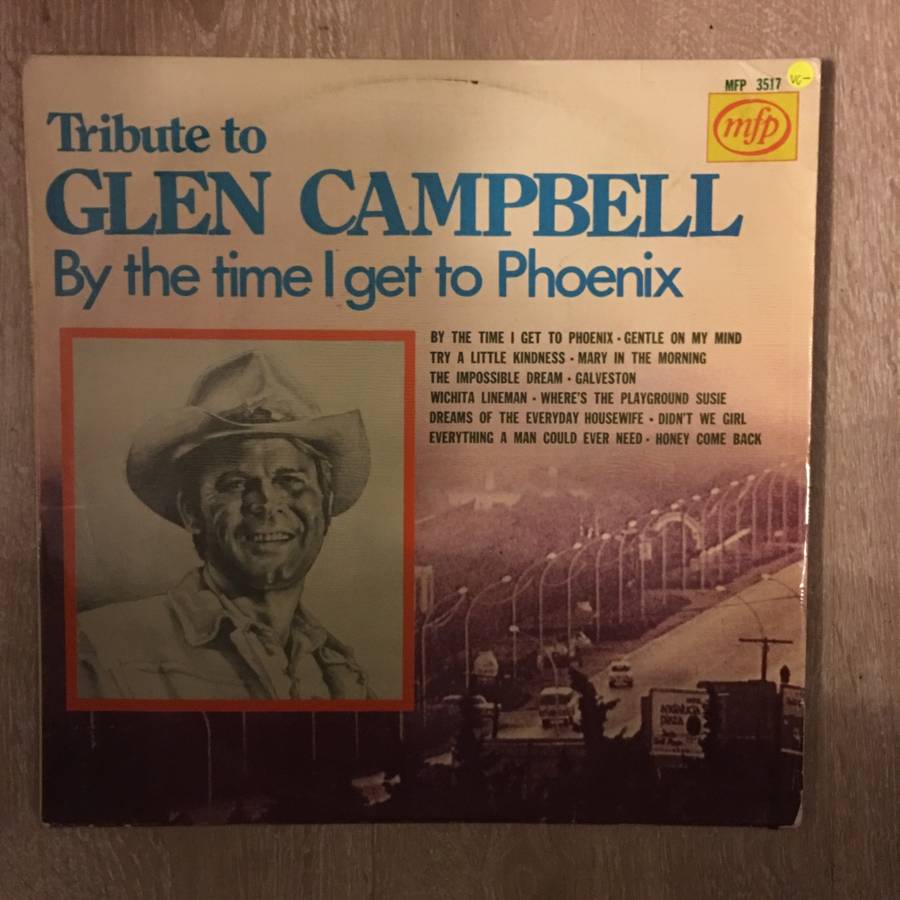 MFP 3517
VG-
mfp
Tribute to
GLEN CAMPBELL
By the time I get to Phoenix
BY THE TIME I GET TO PHOENIX · GENTLE ON MY MIND
TRY A LITTLE KINDNESS · MARY IN THE MORNING
THE IMPOSSIBLE DREAM · GALVESTON
WICHITA LINEMAN · WHERE'S THE PLAYGROUND SUSIE
DREAMS OF THE EVERYDAY HOUSEWIFE · DIDN'T WE GIRL
EVERYTHING A MAN COULD EVER NEED · HONEY COME BACK